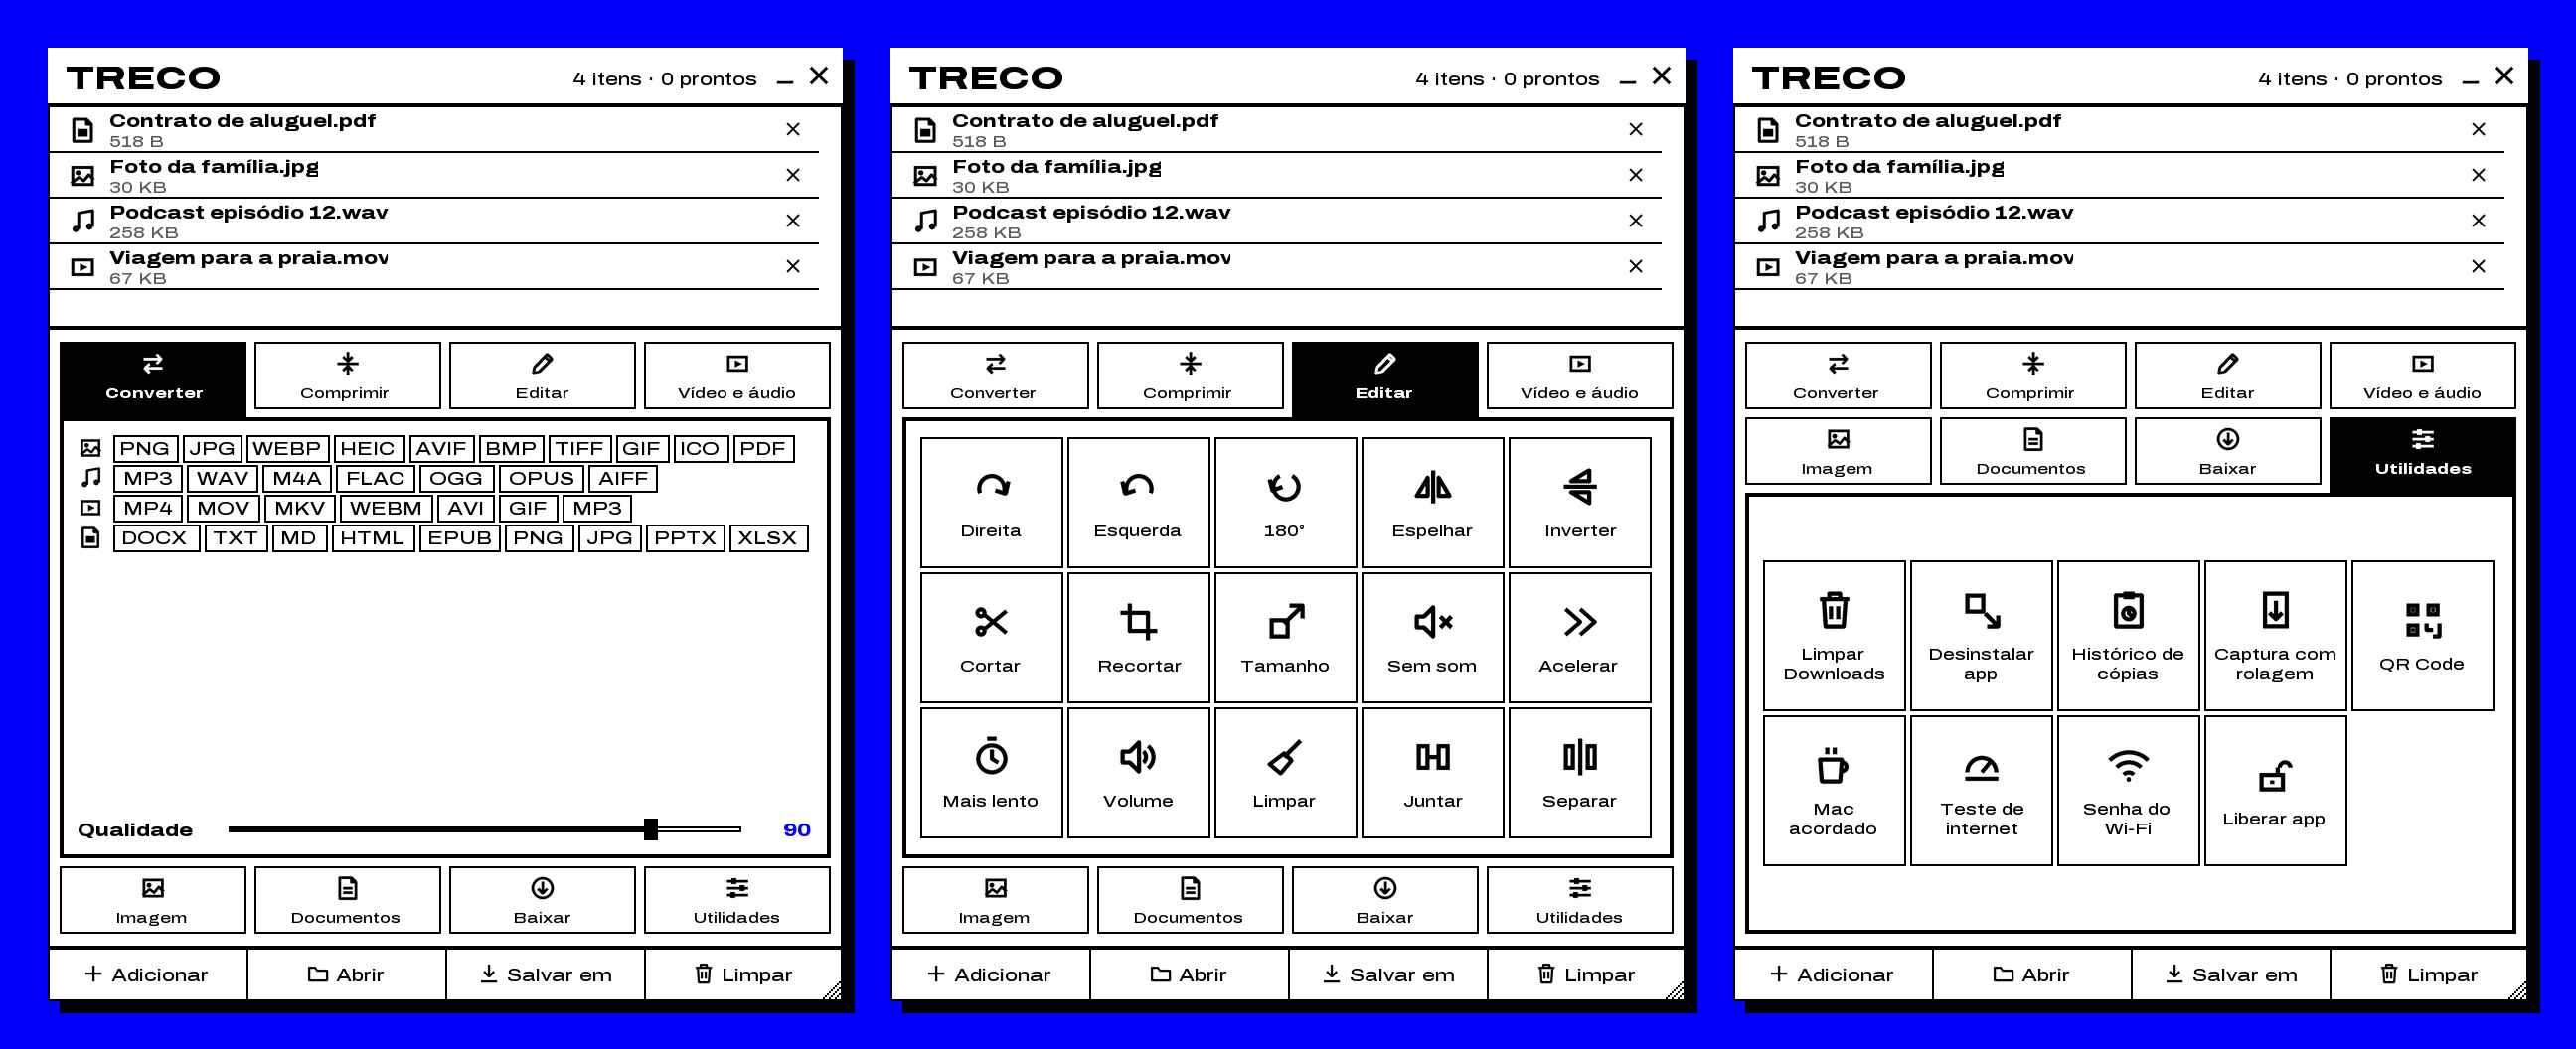 TRECO
4 itens · 0 prontos
Contrato de aluguel.pdf
518 B
Foto da família.jpg
30 KB
Podcast episódio 12.wav
258 KB
Viagem para a praia.mov
67 KB
Converter
Comprimir
Editar
Vídeo e áudio
PNG JPG WEBP HEIC AVIF BMP TIFF GIF ICO PDF
MP3 WAV M4A FLAC OGG OPUS AIFF
MP4 MOV MKV WEBM AVI GIF MP3
DOCX TXT MD HTML EPUB PNG JPG PPTX XLSX
Qualidade 90
Imagem
Documentos
Baixar
Utilidades
Adicionar
Abrir
Salvar em
Limpar
TRECO
4 itens · 0 prontos
Contrato de aluguel.pdf
518 B
Foto da família.jpg
30 KB
Podcast episódio 12.wav
258 KB
Viagem para a praia.mov
67 KB
Converter
Comprimir
Editar
Vídeo e áudio
Direita
Esquerda
180°
Espelhar
Inverter
Cortar
Recortar
Tamanho
Sem som
Acelerar
Mais lento
Volume
Limpar
Juntar
Separar
Imagem
Documentos
Baixar
Utilidades
Adicionar
Abrir
Salvar em
Limpar
TRECO
4 itens · 0 prontos
Contrato de aluguel.pdf
518 B
Foto da família.jpg
30 KB
Podcast episódio 12.wav
258 KB
Viagem para a praia.mov
67 KB
Converter
Comprimir
Editar
Vídeo e áudio
Imagem
Documentos
Baixar
Utilidades
Limpar
Downloads
Desinstalar
app
Histórico de
cópias
Captura com
rolagem
QR Code
Mac
acordado
Teste de
internet
Senha do
Wi-Fi
Liberar app
Adicionar
Abrir
Salvar em
Limpar